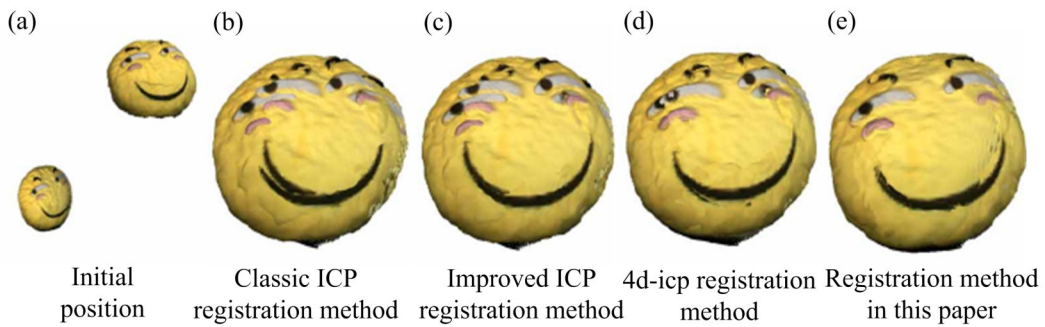 (a)
(b)
(c)
(d)
(e)
Initial
position
Classic ICP
registration method
Improved ICP
registration method
4d-icp registration
method
Registration method
in this paper